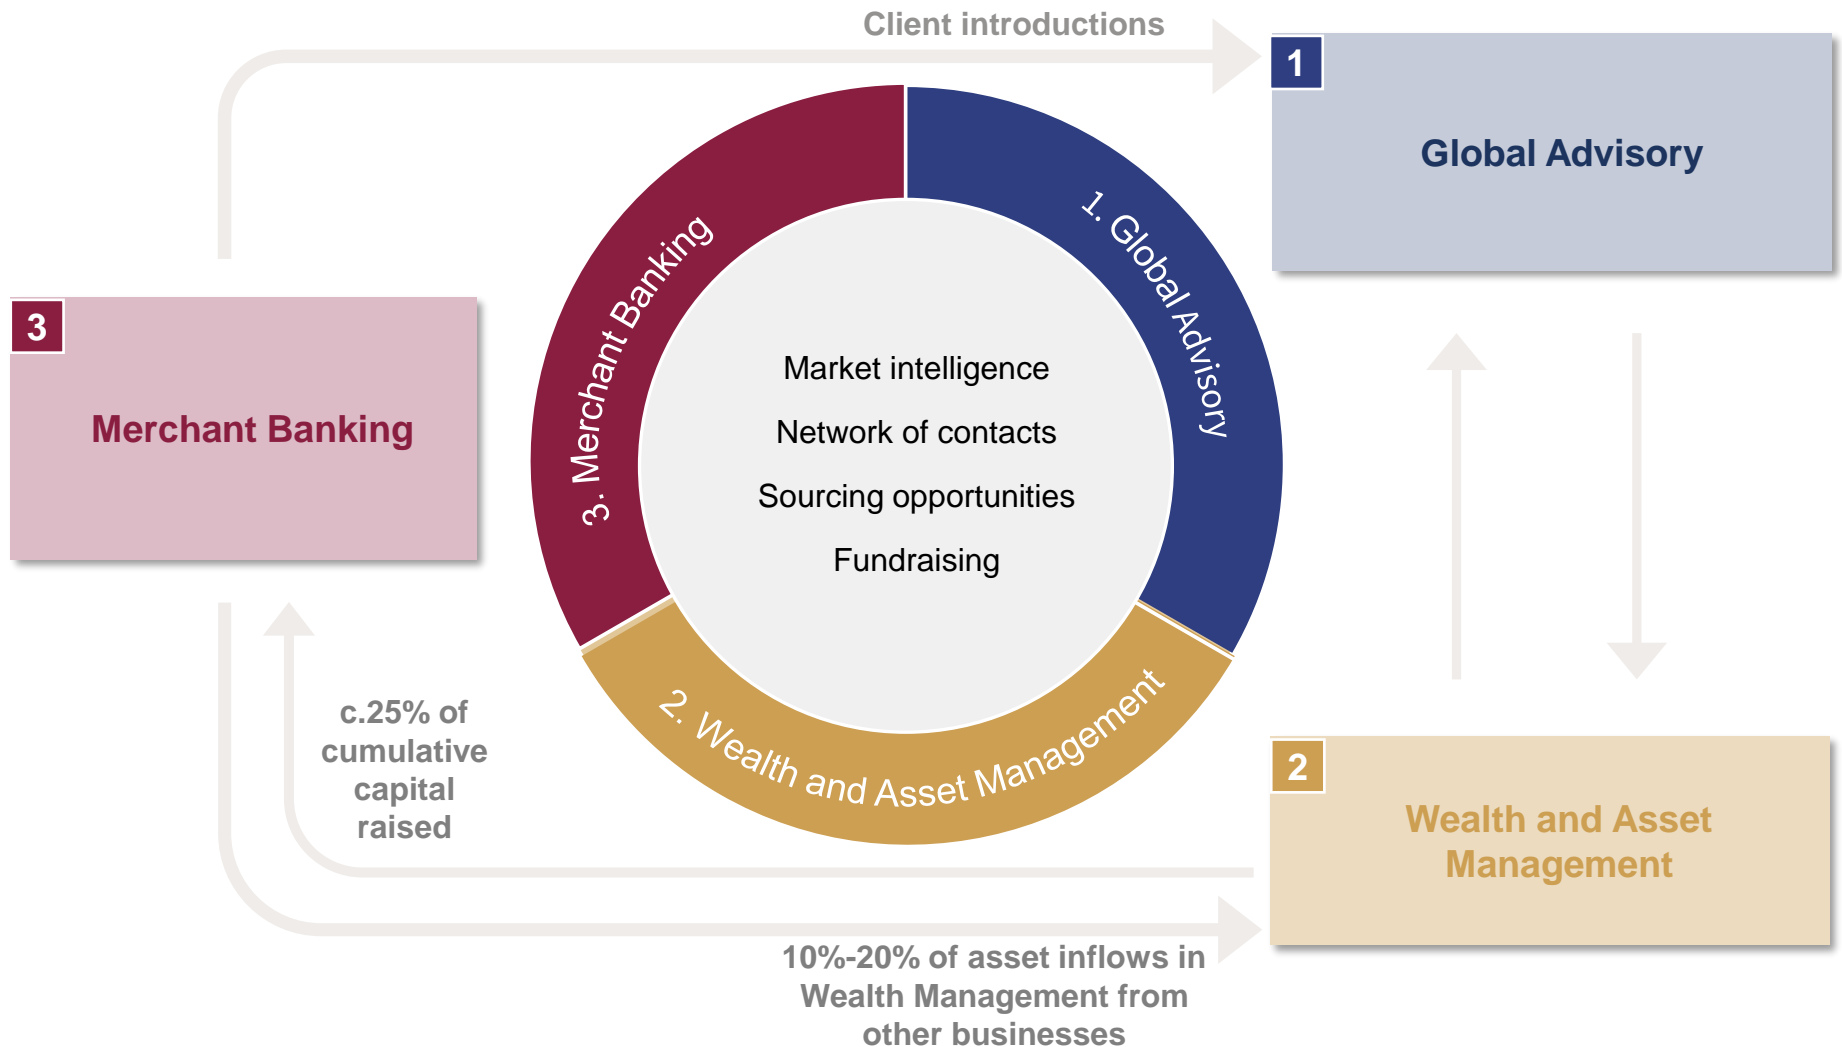 Client introductions
1
Global Advisory
3
Merchant Banking
3. Merchant Banking
1. Global Advisory
2. Wealth and Asset Management
Market intelligence
Network of contacts
Sourcing opportunities
Fundraising
c.25% of
cumulative
capital
raised
2
Wealth and Asset
Management
10%-20% of asset inflows in
Wealth Management from
other businesses